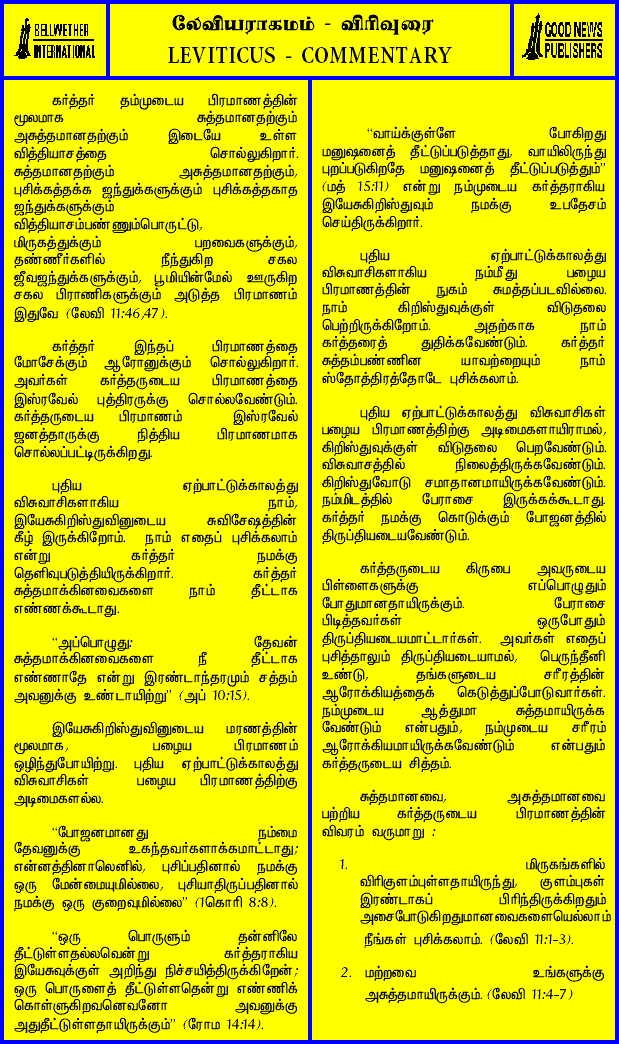 BELLWETHER
INTERNATIONAL
லேவியராகமம் - விரிவுரை
LEVITICUS - COMMENTARY
GOOD NEWS
PUBLISHERS
கர்த்தர் தம்முடைய பிரமாணத்தின்
மூலமாக சுத்தமானதற்கும்
அசுத்தமானதற்கும் இடையே உள்ள
வித்தியாசத்தை சொல்லுகிறார்.
சுத்தமானதற்கும் அசுத்தமானதற்கும்,
புசிக்கத்தக்க ஜந்துக்களுக்கும் புசிக்கத்தகாத
ஜந்துக்களுக்கும்
வித்தியாசம்பண்ணும்பொருட்டு,
மிருகத்துக்கும் பறவைகளுக்கும்,
தண்ணீர்களில் நீந்துகிற சகல
ஜீவஜந்துக்களுக்கும், பூமியின்மேல் ஊருகிற
சகல பிராணிகளுக்கும் அடுத்த பிரமாணம்
இதுவே (லேவி 11:46,47).
கர்த்தர் இந்தப் பிரமாணத்தை
மோசேக்கும் ஆரோனுக்கும் சொல்லுகிறார்.
அவர்கள் கர்த்தருடைய பிரமாணத்தை
இஸ்ரவேல் புத்திரருக்கு சொல்லவேண்டும்.
கர்த்தருடைய பிரமாணம் இஸ்ரவேல்
ஜனத்தாருக்கு நித்திய பிரமாணமாக
சொல்லப்பட்டிருக்கிறது.
புதிய ஏற்பாட்டுக்காலத்து
விசுவாசிகளாகிய நாம்,
இயேசுகிறிஸ்துவினுடைய சுவிசேஷத்தின்
கீழ் இருக்கிறோம். நாம் எதைப் புசிக்கலாம்
என்று கர்த்தர் நமக்கு
தெளிவுபடுத்தியிருக்கிறார். கர்த்தர்
சுத்தமாக்கினவைகளை நாம் தீட்டாக
எண்ணக்கூடாது.
“அப்பொழுது: தேவன்
சுத்தமாக்கினவைகளை நீ தீட்டாக
எண்ணாதே என்று இரண்டாந்தரமும் சத்தம்
அவனுக்கு உண்டாயிற்று” (அப் 10:15).
இயேசுகிறிஸ்துவினுடைய மரணத்தின்
மூலமாக, பழைய பிரமாணம்
ஒழிந்துபோயிற்று. புதிய ஏற்பாட்டுக்காலத்து
விசுவாசிகள் பழைய பிரமாணத்திற்கு
அடிமைகளல்ல.
“போஜனமானது நம்மை
தேவனுக்கு உகந்தவர்களாக்கமாட்டாது;
என்னத்தினாலெனில், புசிப்பதினால் நமக்கு
ஒரு மேன்மையுமில்லை, புசியாதிருப்பதினால்
நமக்கு ஒரு குறைவுமில்லை” (1கொரி 8:8).
“ஒரு பொருளும் தன்னிலே
தீட்டுள்ளதல்லவென்று கர்த்தராகிய
இயேசுவுக்குள் அறிந்து நிச்சயித்திருக்கிறேன்;
ஒரு பொருளைத் தீட்டுள்ளதென்று எண்ணிக்
கொள்ளுகிறவனெவனோ அவனுக்கு
அதுதீட்டுள்ளதாயிருக்கும்” (ரோம 14:14).
“வாய்க்குள்ளே போகிறது
மனுஷனைத் தீட்டுப்படுத்தாது, வாயிலிருந்து
புறப்படுகிறதே மனுஷனைத் தீட்டுப்படுத்தும்”
(மத் 15:11) என்று நம்முடைய கர்த்தராகிய
இயேசுகிறிஸ்துவும் நமக்கு உபதேசம்
செய்திருக்கிறார்.
புதிய ஏற்பாட்டுக்காலத்து
விசுவாசிகளாகிய நம்மீது பழைய
பிரமாணத்தின் நுகம் சுமத்தப்படவில்லை.
நாம் கிறிஸ்துவுக்குள் விடுதலை
பெற்றிருக்கிறோம். அதற்காக நாம்
கர்த்தரைத் துதிக்கவேண்டும். கர்த்தர்
சுத்தம்பண்ணின யாவற்றையும் நாம்
ஸ்தோத்திரத்தோடே புசிக்கலாம்.
புதிய ஏற்பாட்டுக்காலத்து விசுவாசிகள்
பழைய பிரமாணத்திற்கு அடிமைகளாயிராமல்,
கிறிஸ்துவுக்குள் விடுதலை பெறவேண்டும்.
விசுவாசத்தில் நிலைத்திருக்கவேண்டும்.
கிறிஸ்துவோடு சமாதானமாயிருக்கவேண்டும்.
நம்மிடத்தில் பேராசை இருக்கக்கூடாது.
கர்த்தர் நமக்கு கொடுக்கும் போஜனத்தில்
திருப்தியடையவேண்டும்.
கர்த்தருடைய கிருபை அவருடைய
பிள்ளைகளுக்கு எப்பொழுதும்
போதுமானதாயிருக்கும். பேராசை
பிடித்தவர்கள் ஒருபோதும்
திருப்தியடையமாட்டார்கள். அவர்கள் எதைப்
புசித்தாலும் திருப்தியடையாமல், பெருந்தீனி
உண்டு, தங்களுடைய சரீரத்தின்
ஆரோக்கியத்தைக் கெடுத்துப்போடுவார்கள்.
நம்முடைய ஆத்துமா சுத்தமாயிருக்க
வேண்டும் என்பதும், நம்முடைய சரீரம்
ஆரோக்கியமாயிருக்கவேண்டும் என்பதும்
கர்த்தருடைய சித்தம்.
சுத்தமானவை, அசுத்தமானவை
பற்றிய கர்த்தருடைய பிரமாணத்தின்
விவரம் வருமாறு :
1. மிருகங்களில்
விரிகுளம்புள்ளதாயிருந்து, குளம்புகள்
இரண்டாகப் பிரிந்திருக்கிறதும்
அசைபோடுகிறதுமானவைகளையெல்லாம்
நீங்கள் புசிக்கலாம். (லேவி 11:1-3).
2. மற்றவை உங்களுக்கு
அசுத்தமாயிருக்கும். (லேவி 11:4-7)